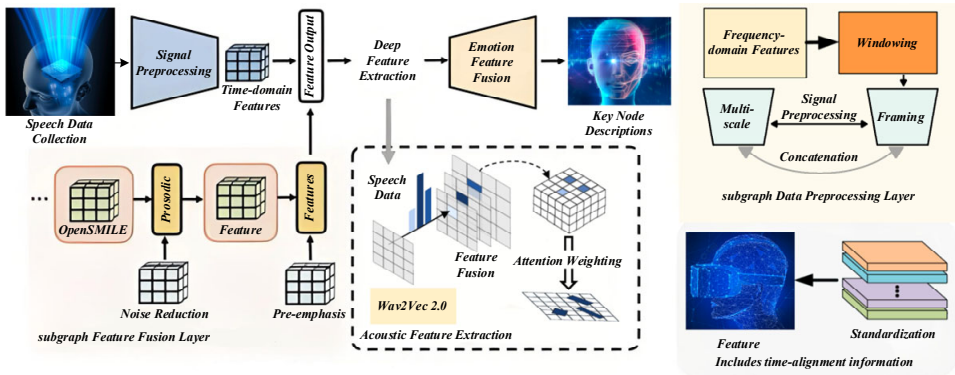 Speech Data
Collection
Signal
Preprocessing
Time-domain
Features
Feature Output
Deep
Feature
Extraction
Emotion
Feature
Fusion
Key Node
Descriptions
...
OpenSMILE
Prosodic
Feature
Features
Noise Reduction
Pre-emphasis
subgraph Feature Fusion Layer
Speech
Data
Feature
Fusion
Attention Weighting
Wav2Vec 2.0
Acoustic Feature Extraction
Frequency-
domain Features
Windowing
Multi-
scale
Signal
Preprocessing
Framing
Concatenation
subgraph Data Preprocessing Layer
Feature
Standardization
Includes time-alignment information